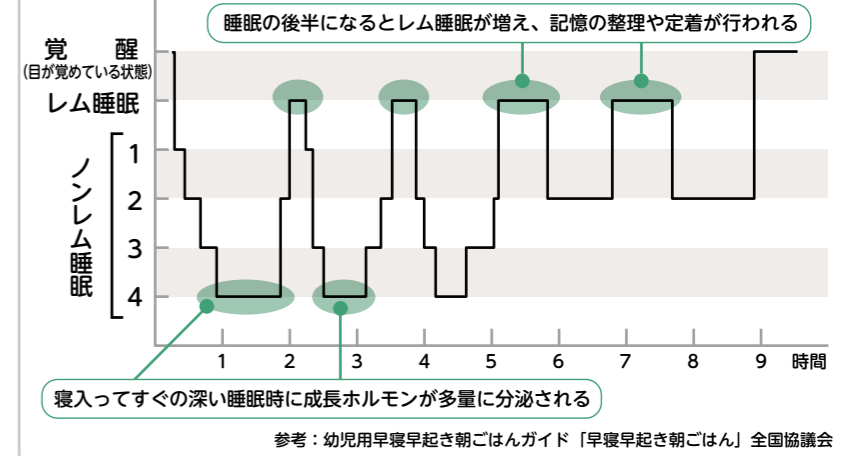 睡眠の後半になるとレム睡眠が増え、記憶の整理や定着が行われる
覚醒
(目が覚めている状態)
レム睡眠
ノンレム睡眠
1
2
3
4
1 2 3 4 5 6 7 8 9 時間
寝入ってすぐの深い睡眠時に成長ホルモンが多量に分泌される
参考：幼児用早寝早起き朝ごはんガイド「早寝早起き朝ごはん」全国協議会